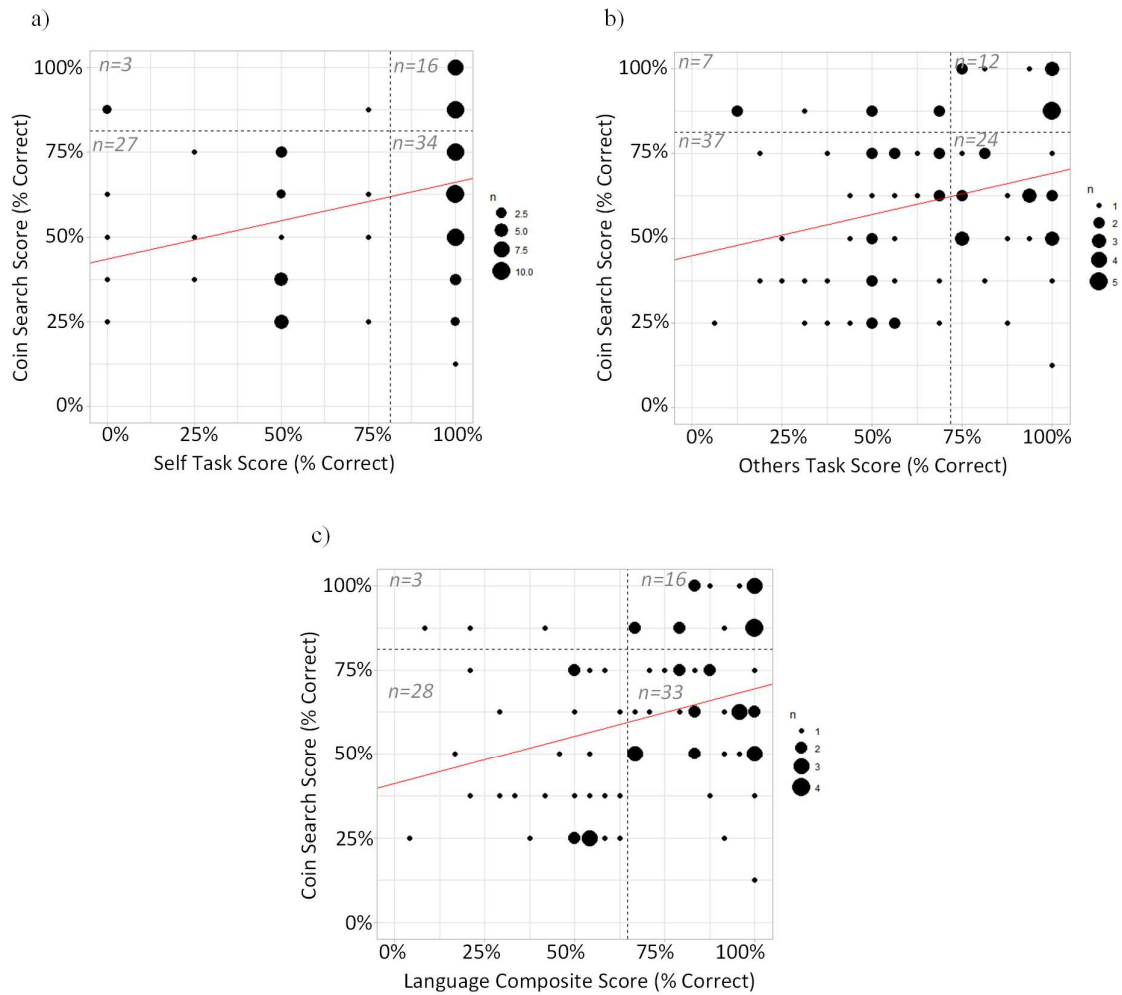 a)
n=3
n=16
n=27
n=34
100%
75%
50%
25%
0%
0%
25%
50%
75%
100%
Coin Search Score (% Correct)
Self Task Score (% Correct)
n
2.5
5.0
7.5
10.0
b)
n=7
n=12
n=37
n=24
100%
75%
50%
25%
0%
0%
25%
50%
75%
100%
Coin Search Score (% Correct)
Others Task Score (% Correct)
n
1
2
3
4
5
c)
n=3
n=16
n=28
n=33
100%
75%
50%
25%
0%
0%
25%
50%
75%
100%
Coin Search Score (% Correct)
Language Composite Score (% Correct)
n
1
2
3
4